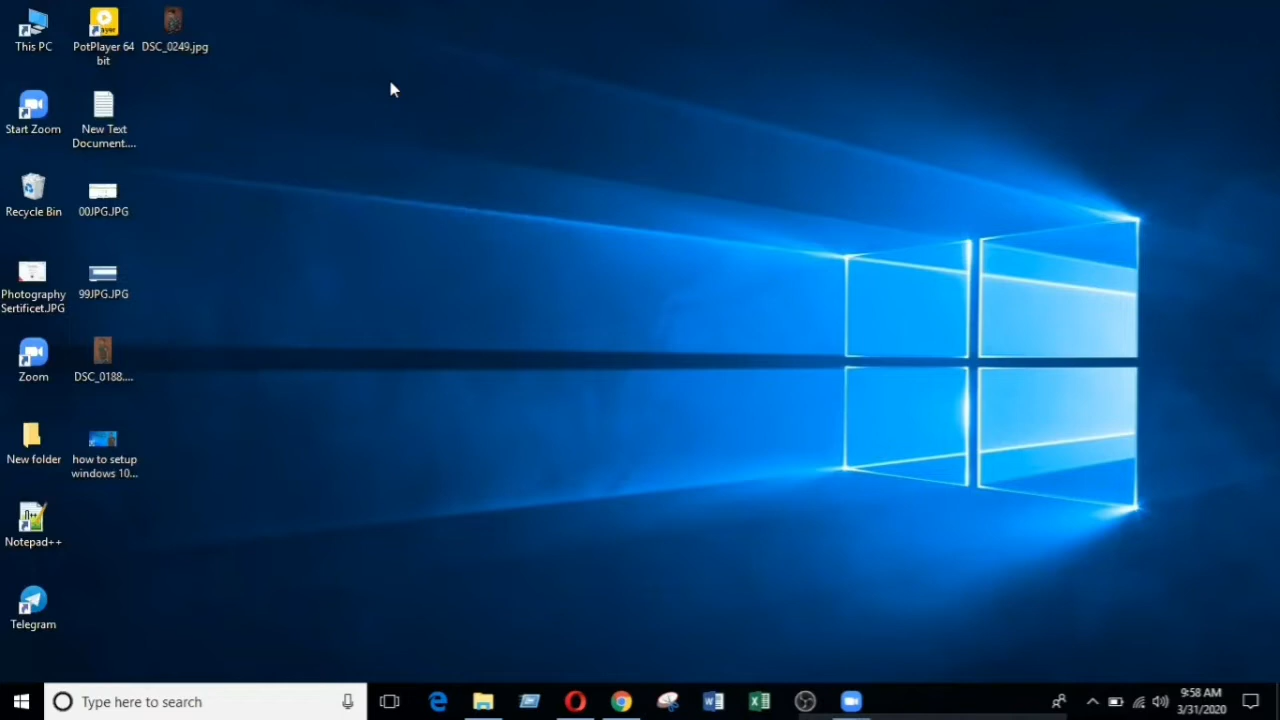 This PC
PotPlayer 64
bit
DSC_0249.jpg
Start Zoom
New Text
Document....
Recycle Bin
00JPG.JPG
Photography
Sertificet.JPG
99JPG.JPG
Zoom
DSC_0188....
New folder
how to setup
windows 10...
Notepad++
Telegram
Type here to search
9:58 AM
3/31/2020